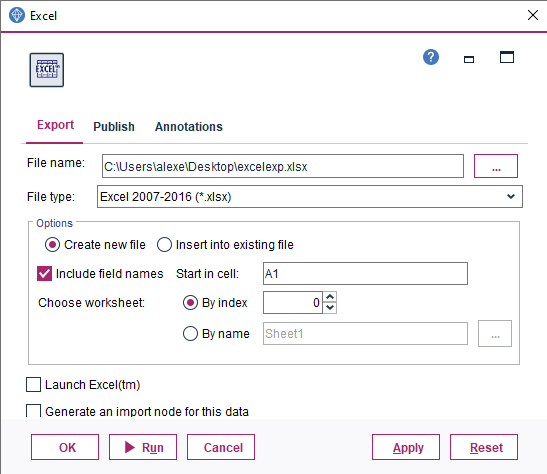 Excel
EXCEL
?
Export Publish Annotations
File name: C:\Users\alexe\Desktop\excelexp.xlsx ...
File type: Excel 2007-2016 (*.xlsx)
Options
Create new file Insert into existing file
Include field names Start in cell: A1
Choose worksheet: By index 0
By name Sheet1 ...
Launch Excel(tm)
Generate an import node for this data
OK Run Cancel Apply Reset